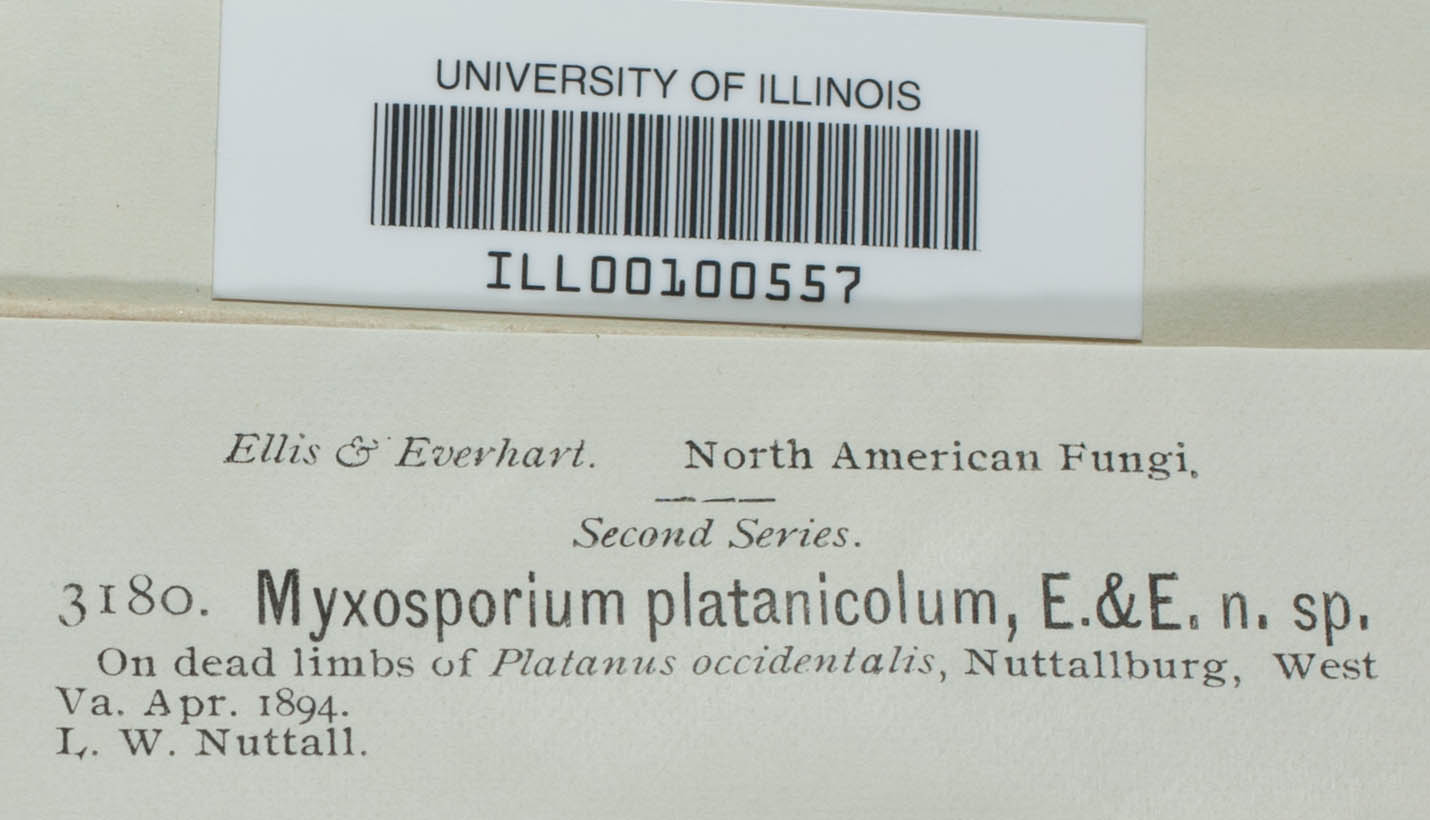 UNIVERSITY OF ILLINOIS
ILL00100557
Ellis & Everhart. North American Fungi.
Second Series.
3180. Myxosporium platanicolum, E.&E. n. sp.
On dead limbs of Platanus occidentalis, Nuttallburg, West
Va. Apr. 1894.
L. W. Nuttall.